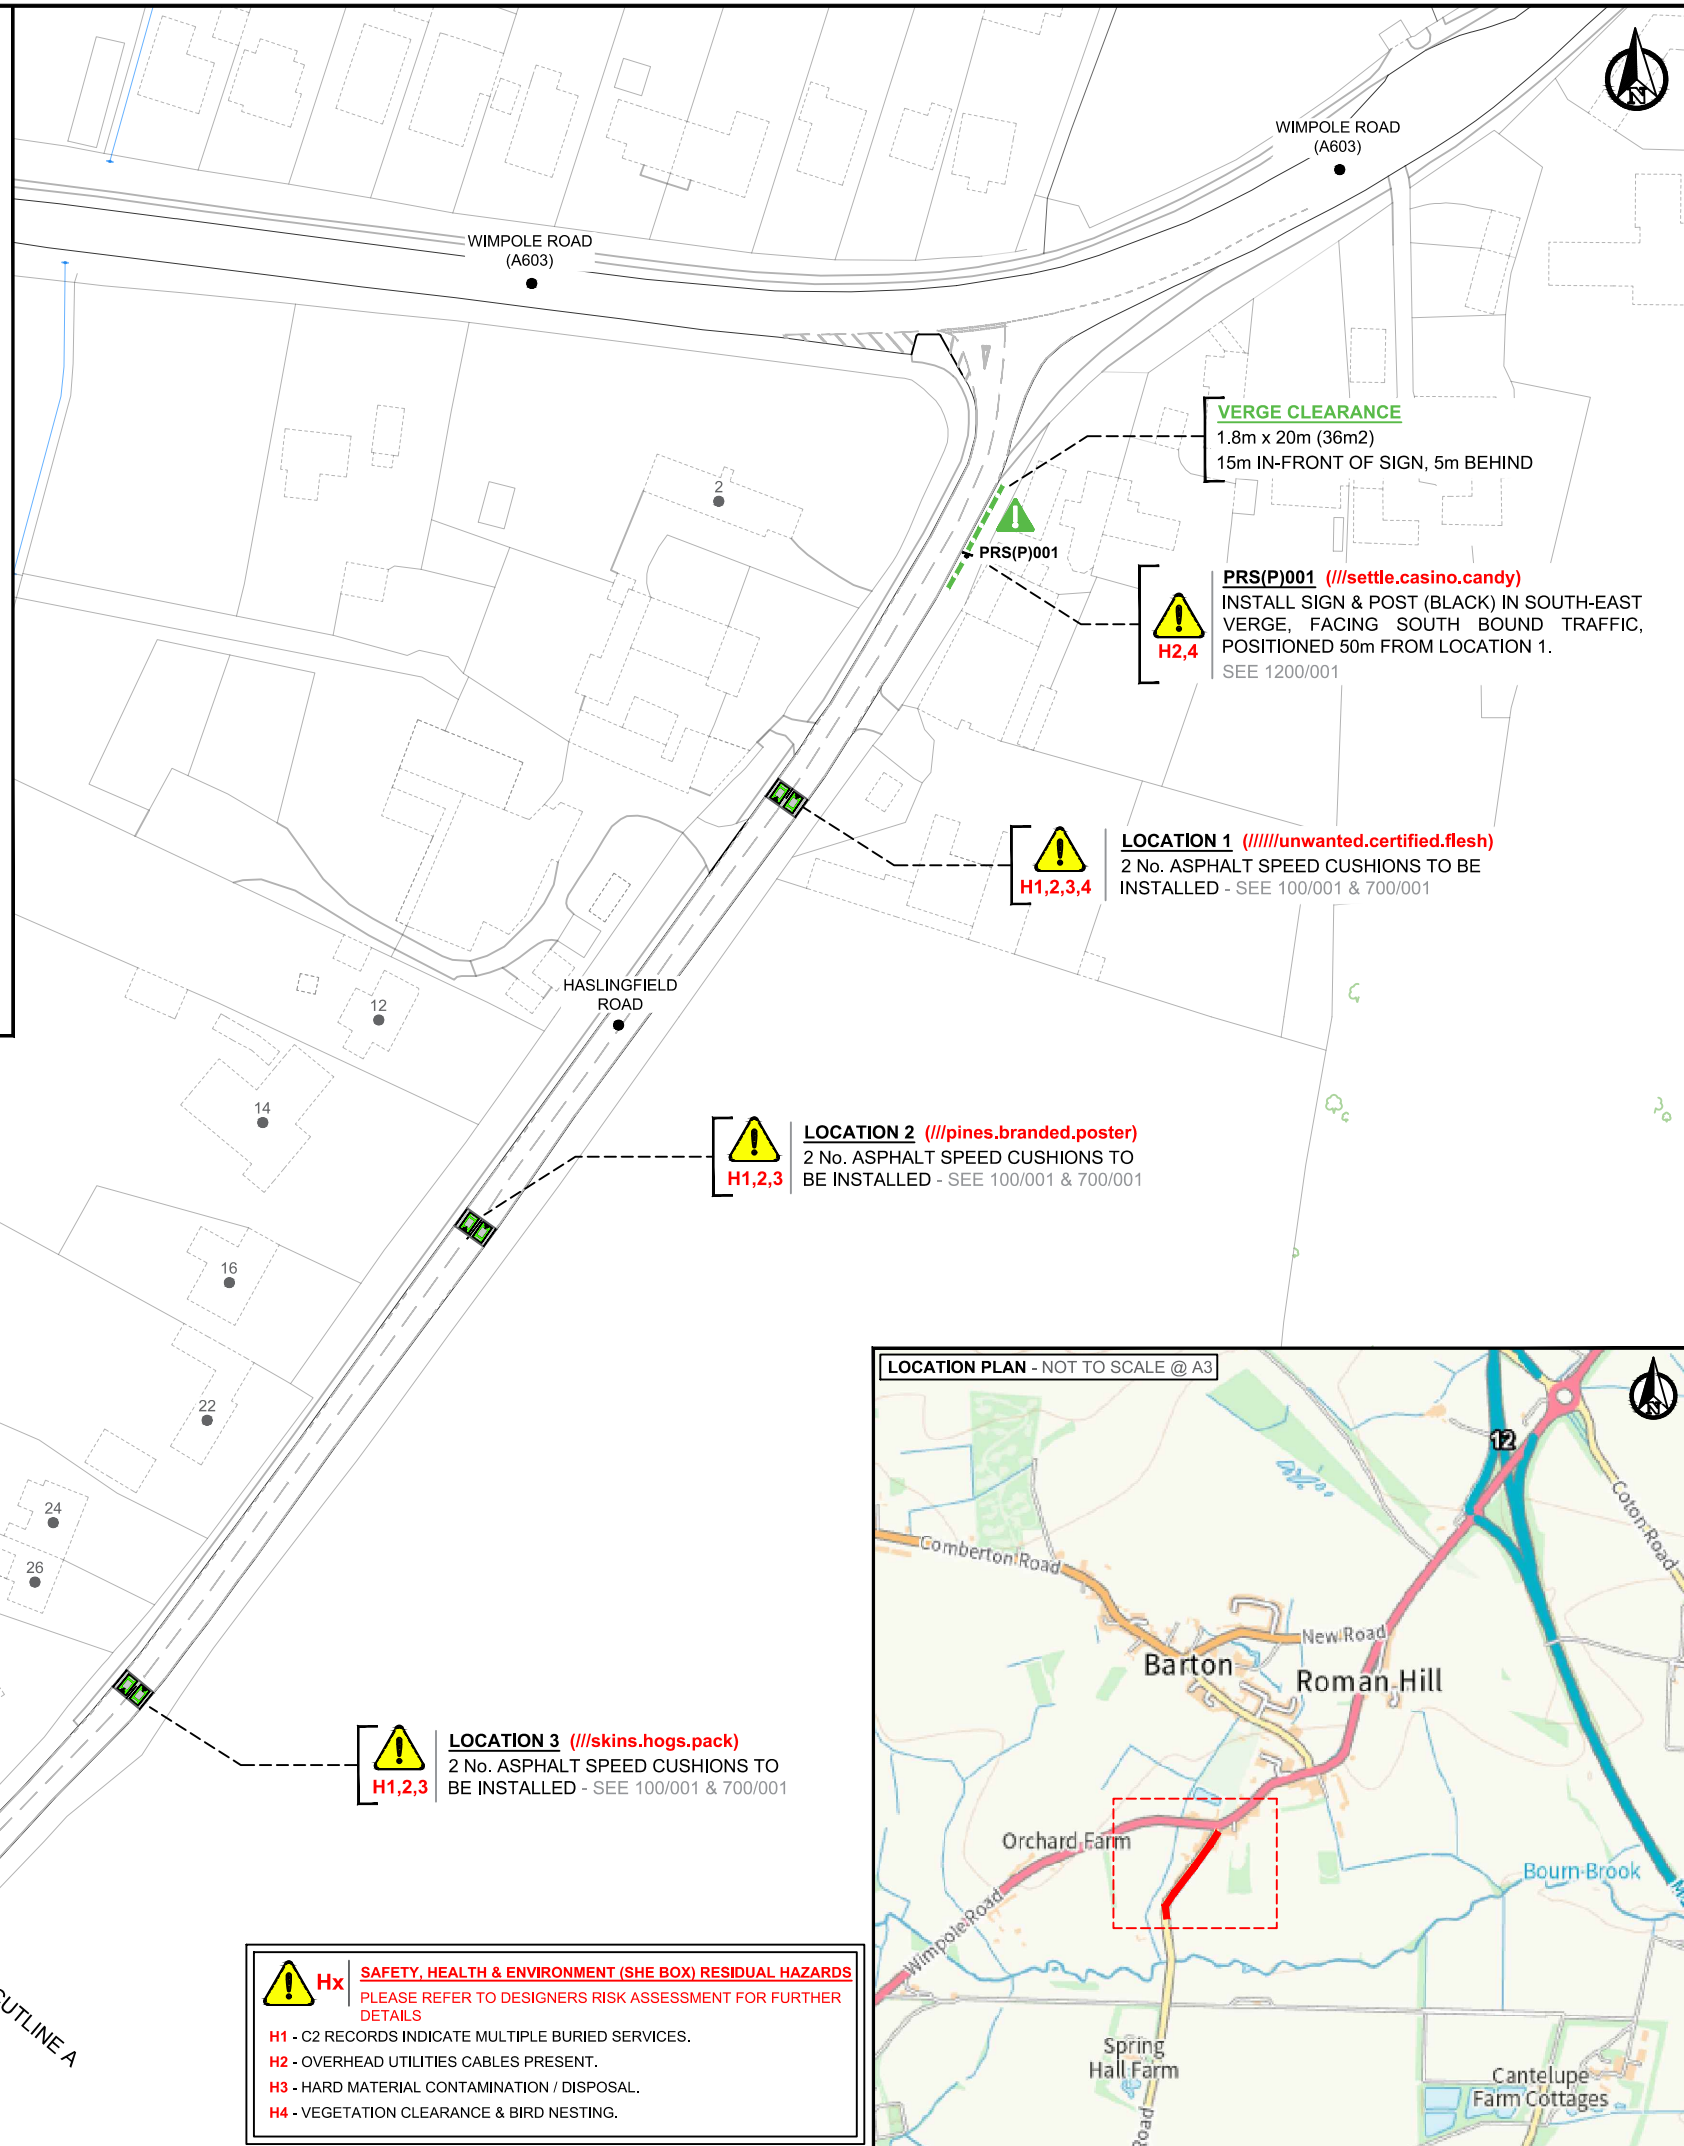 N
WIMPOLE ROAD
(A603)
WIMPOLE ROAD
(A603)
VERGE CLEARANCE
1.8m x 20m (36m2)
15m IN-FRONT OF SIGN, 5m BEHIND
2
PRS(P)001
PRS(P)001 (///settle.casino.candy)
INSTALL SIGN & POST (BLACK) IN SOUTH-EAST
VERGE, FACING SOUTH BOUND TRAFFIC,
POSITIONED 50m FROM LOCATION 1.
SEE 1200/001
H2,4
LOCATION 1 (//////unwanted.certified.flesh)
2 No. ASPHALT SPEED CUSHIONS TO BE
INSTALLED - SEE 100/001 & 700/001
H1,2,3,4
HASLINGFIELD
ROAD
12
14
LOCATION 2 (///pines.branded.poster)
2 No. ASPHALT SPEED CUSHIONS TO
BE INSTALLED - SEE 100/001 & 700/001
H1,2,3
16
22
24
26
LOCATION 3 (///skins.hogs.pack)
2 No. ASPHALT SPEED CUSHIONS TO
BE INSTALLED - SEE 100/001 & 700/001
H1,2,3
CUTLINE A
Hx
SAFETY, HEALTH & ENVIRONMENT (SHE BOX) RESIDUAL HAZARDS
PLEASE REFER TO DESIGNERS RISK ASSESSMENT FOR FURTHER
DETAILS
H1 - C2 RECORDS INDICATE MULTIPLE BURIED SERVICES.
H2 - OVERHEAD UTILITIES CABLES PRESENT.
H3 - HARD MATERIAL CONTAMINATION / DISPOSAL.
H4 - VEGETATION CLEARANCE & BIRD NESTING.
LOCATION PLAN - NOT TO SCALE @ A3
N
12
Coton Road
Comberton Road
New Road
Barton
Roman Hill
Orchard Farm
Bourn Brook
Wimpole Road
Spring
Hall Farm
Cantelupe
Farm Cottages
Road